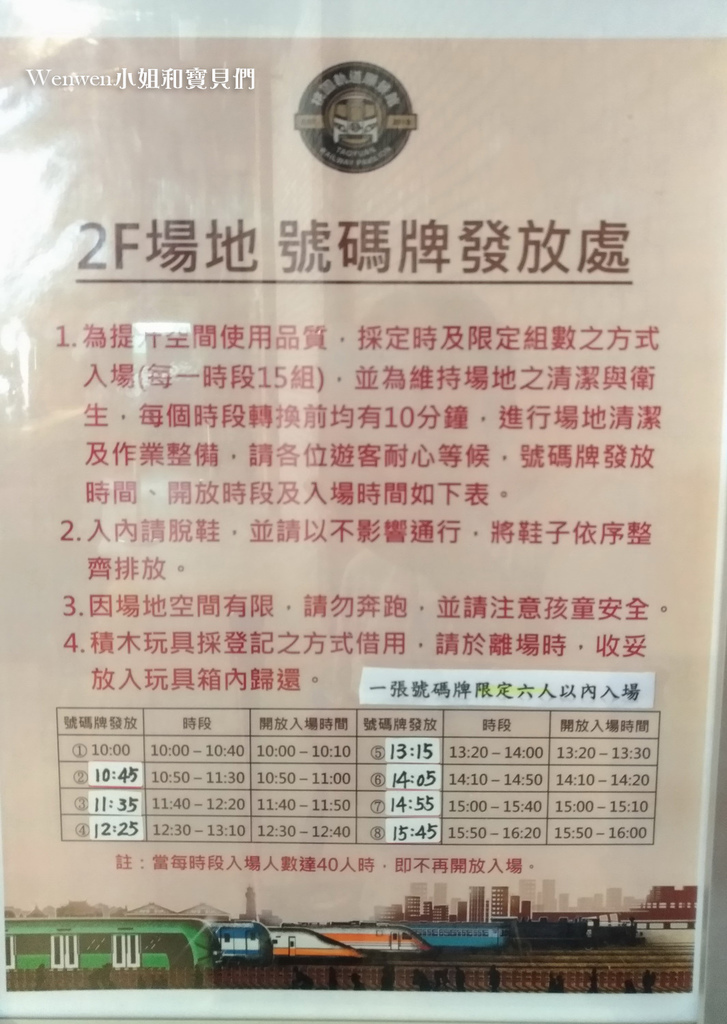 Wenwen小姐和寶貝們
桃園軌道願景館
TAOYUAN
RAILWAY PAVILION
2F場地 號碼牌發放處
1. 為提升空間使用品質，採定時及限定組數之方式
入場(每一時段15組)，並為維持場地之清潔與衛
生，每個時段轉換前均有10分鐘，進行場地清潔
及作業整備，請各位遊客耐心等候，號碼牌發放
時間、開放時段及入場時間如下表。
2. 入內請脫鞋，並請以不影響通行，將鞋子依序整
齊排放。
3. 因場地空間有限，請勿奔跑，並請注意孩童安全。
4. 積木玩具採登記之方式借用，請於離場時，收妥
放入玩具箱內歸還。
一張號碼牌限定六人以內入場
號碼牌發放 時段 開放入場時間 號碼牌發放 時段 開放入場時間
① 10:00 10:00－10:40 10:00－10:10 ⑤ 13:15 13:20－14:00 13:20－13:30
② 10:45 10:50－11:30 10:50－11:00 ⑥ 14:05 14:10－14:50 14:10－14:20
③ 11:35 11:40－12:20 11:40－11:50 ⑦ 14:55 15:00－15:40 15:00－15:10
④ 12:25 12:30－13:10 12:30－12:40 ⑧ 15:45 15:50－16:20 15:50－16:00
註：當每時段入場人數達40人時，即不再開放入場。